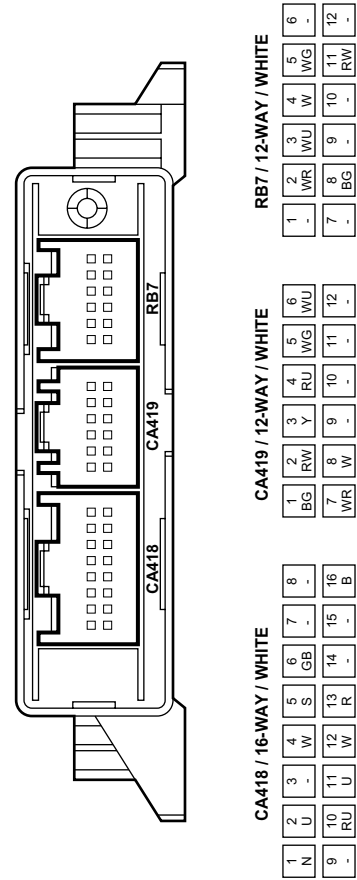 RB7
CA419
CA418
CA418 / 16-WAY / WHITE
1 2 3 4 5 6 7 8
N U - W S GB - -
9 10 11 12 13 14 15 16
- RU U W R - - B
CA419 / 12-WAY / WHITE
1 2 3 4 5 6
BG RW Y RU WG WU
7 8 9 10 11 12
WR W - - - -
RB7 / 12-WAY / WHITE
1 2 3 4 5 6
- WR WU W WG -
7 8 9 10 11 12
- BG - - RW -